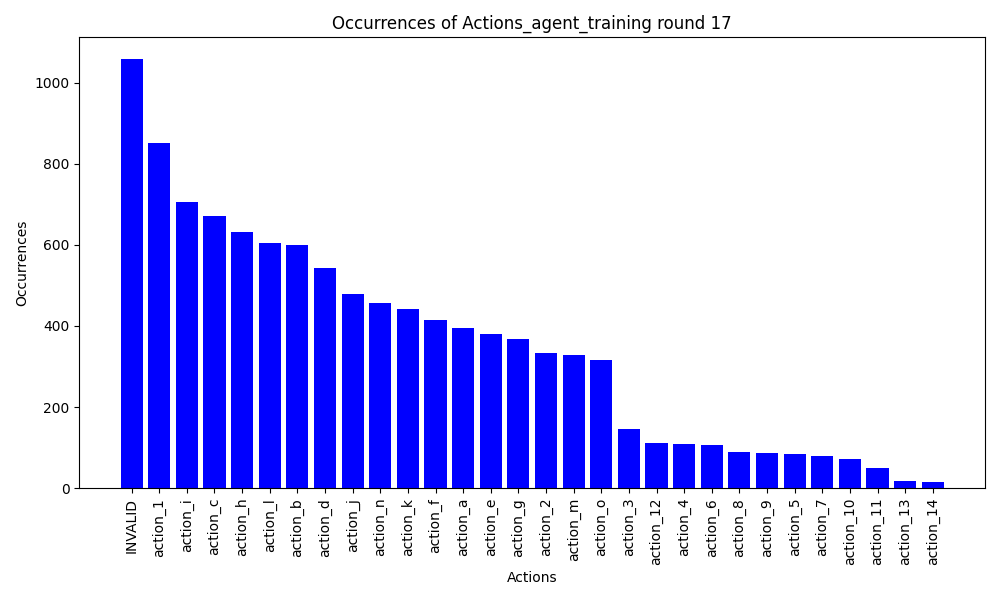 Occurrences of Actions_agent_training round 17
Occurrences
1000
800
600
400
200
0
INVALID
action_1
action_i
action_c
action_h
action_l
action_b
action_d
action_j
action_n
action_k
action_f
action_a
action_e
action_g
action_2
action_m
action_o
action_3
action_12
action_4
action_6
action_8
action_9
action_5
action_7
action_10
action_11
action_13
action_14
Actions